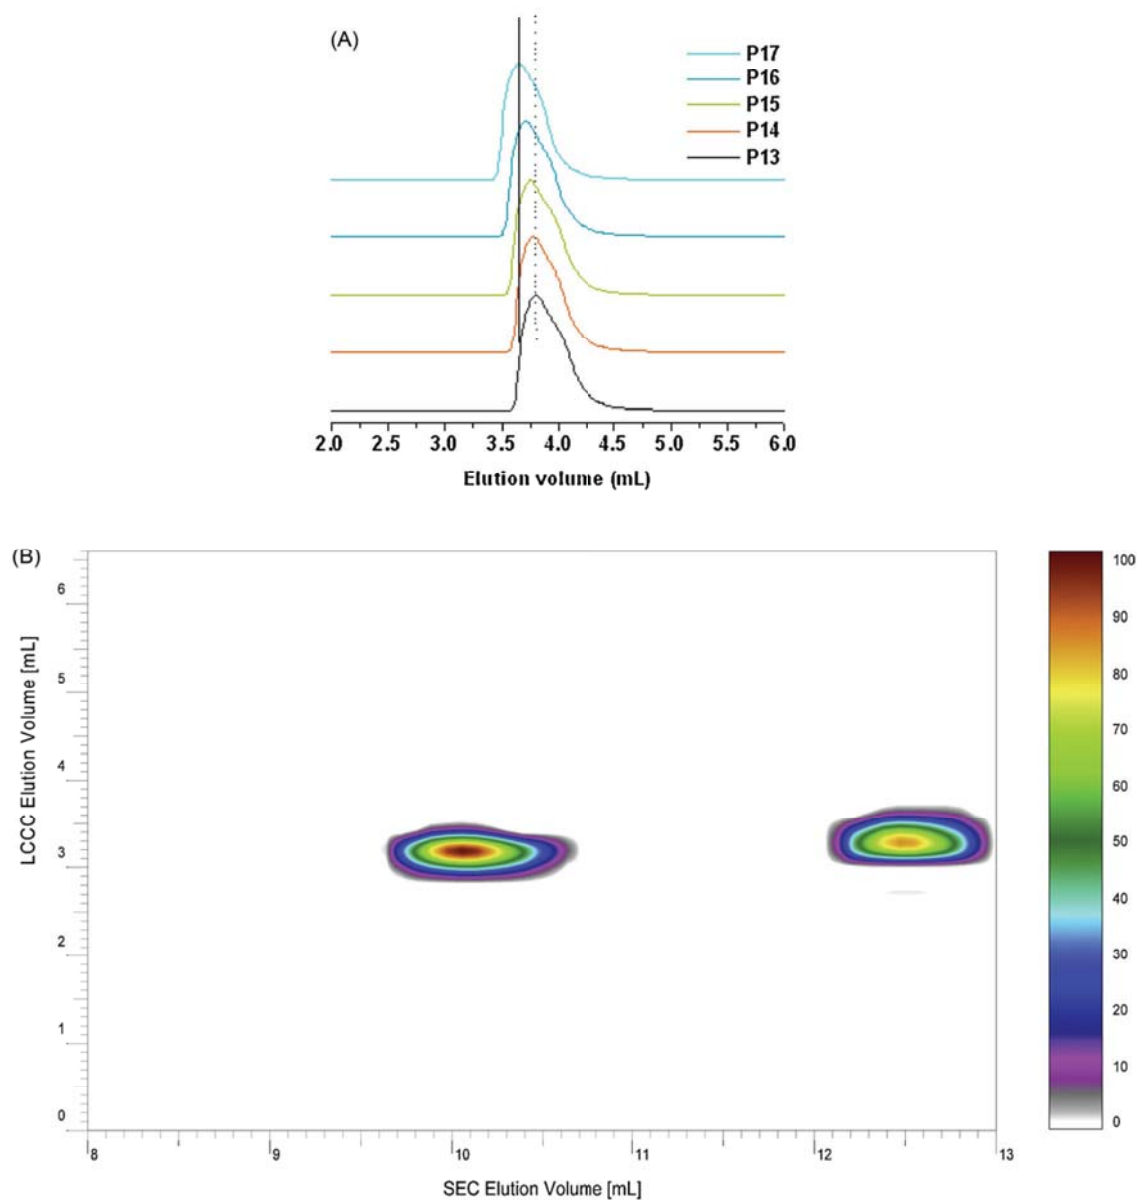 (A)
P17
P16
P15
P14
P13
2.0 2.5 3.0 3.5 4.0 4.5 5.0 5.5 6.0
Elution volume (mL)
(B)
LCCC Elution Volume [mL]
6
5
4
3
2
1
0
8 9 10 11 12 13
SEC Elution Volume [mL]
100
90
80
70
60
50
40
30
20
10
0